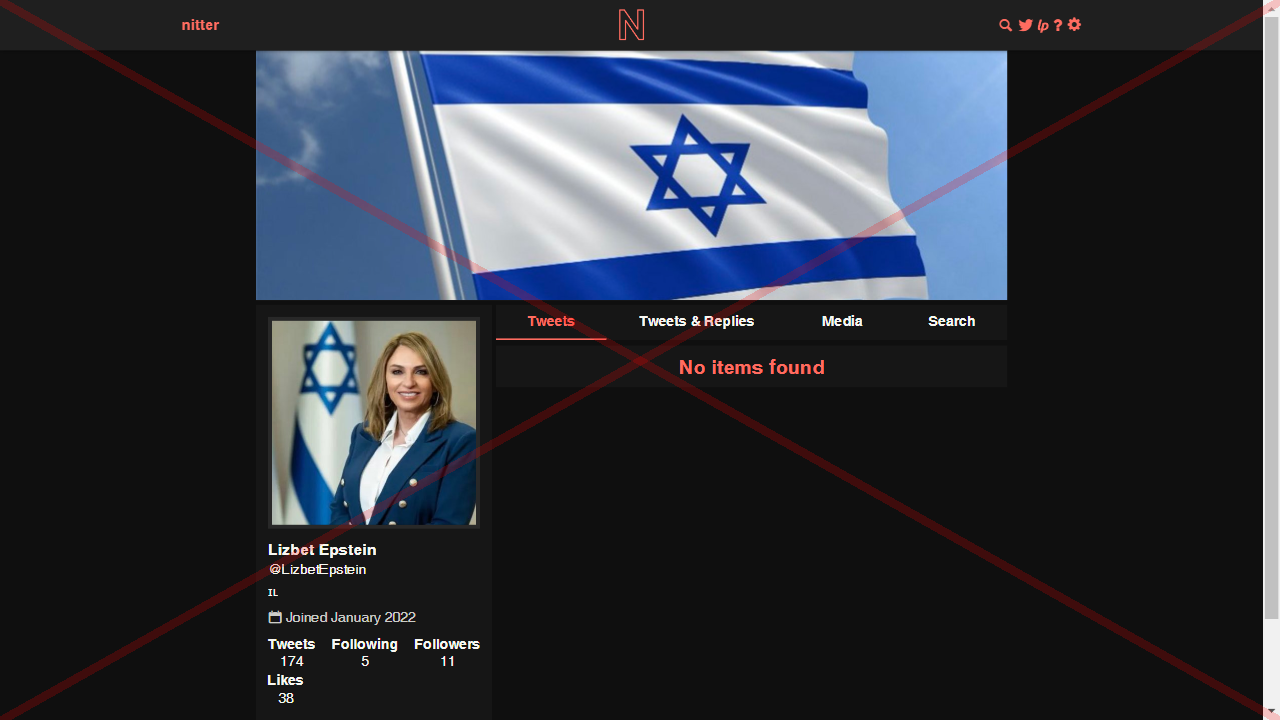 nitter
N
lp ?
Tweets Tweets & Replies Media Search
No items found
Lizbet Epstein
@LizbetEpstein
IL
Joined January 2022
Tweets Following Followers
174 5 11
Likes
38